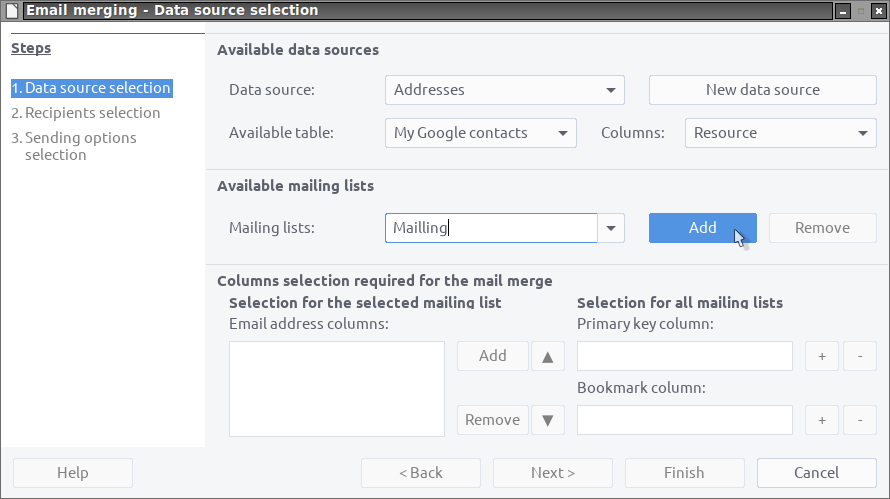 Email merging - Data source selection
Steps
1. Data source selection
2. Recipients selection
3. Sending options
selection
Available data sources
Data source: Addresses New data source
Available table: My Google contacts Columns: Resource
Available mailing lists
Mailing lists: Mailling Add Remove
Columns selection required for the mail merge
Selection for the selected mailing list Selection for all mailing lists
Email address columns: Primary key column:
Add ▲ + -
Bookmark column:
Remove ▼ + -
Help < Back Next > Finish Cancel